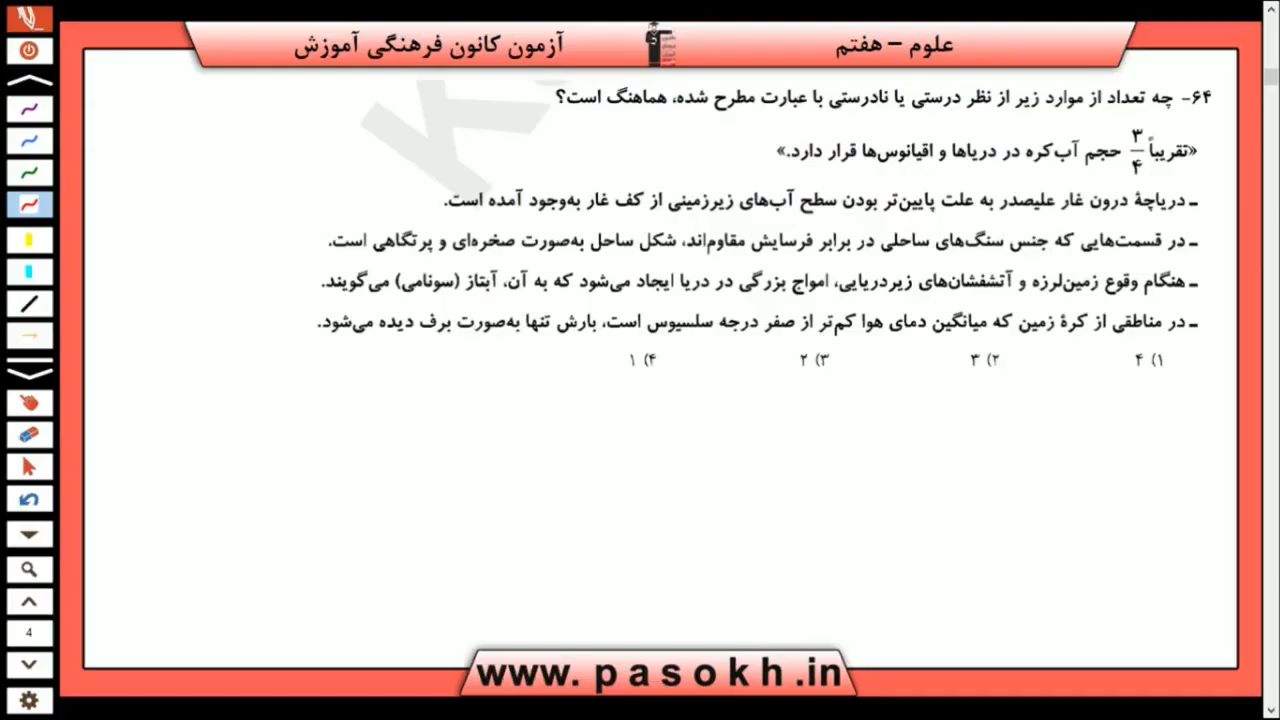 علوم – هفتم
آزمون کانون فرهنگی آموزش
۶۴- چه تعداد از موارد زیر از نظر درستی یا نادرستی با عبارت مطرح شده، هماهنگ است؟
«تقریباً ۳/۴ حجم آب‌کره در دریاها و اقیانوس‌ها قرار دارد.»
ـ دریاچهٔ درون غار علیصدر به علت پایین‌تر بودن سطح آب‌های زیرزمینی از کف غار به‌وجود آمده است.
ـ در قسمت‌هایی که جنس سنگ‌های ساحلی در برابر فرسایش مقاوم‌اند، شکل ساحل به‌صورت صخره‌ای و پرتگاهی است.
ـ هنگام وقوع زمین‌لرزه و آتشفشان‌های زیردریایی، امواج بزرگی در دریا ایجاد می‌شود که به آن، آبتاز (سونامی) می‌گویند.
ـ در مناطقی از کرهٔ زمین که میانگین دمای هوا کم‌تر از صفر درجه سلسیوس است، بارش تنها به‌صورت برف دیده می‌شود.
۱) ۴ ۲) ۳ ۳) ۲ ۴) ۱
4
www. p a s o k h .in